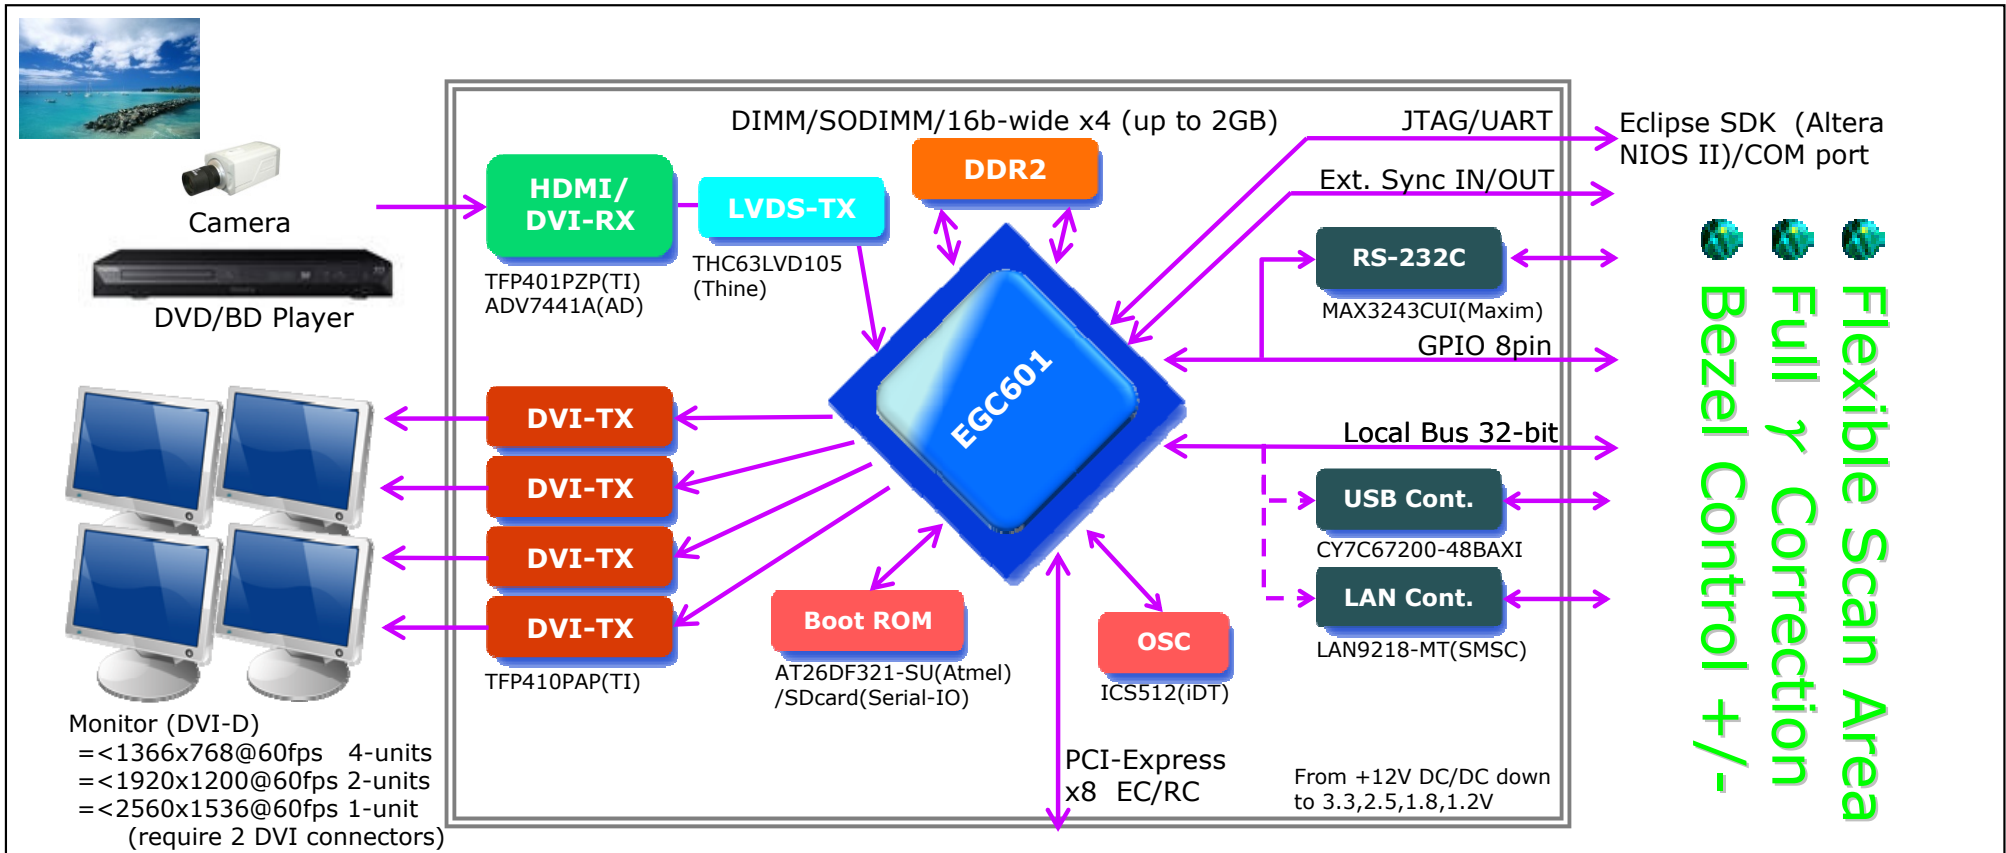 DIMM/SODIMM/16b-wide x4 (up to 2GB)
JTAG/UART
Eclipse SDK  (Altera
NIOS II)/COM port
DDR2
HDMI/
DVI-RX
LVDS-TX
Ext. Sync IN/OUT
Camera
TFP401PZP(TI)
ADV7441A(AD)
THC63LVD105
(Thine)
RS-232C
MAX3243CUI(Maxim)
GPIO 8pin
DVD/BD Player
EGC601
DVI-TX
DVI-TX
DVI-TX
DVI-TX
TFP410PAP(TI)
Local Bus 32-bit
USB Cont.
CY7C67200-48BAXI
LAN Cont.
LAN9218-MT(SMSC)
Boot ROM
AT26DF321-SU(Atmel)
/SDcard(Serial-IO)
OSC
ICS512(iDT)
Monitor (DVI-D)
=<1366x768@60fps   4-units
=<1920x1200@60fps 2-units
=<2560x1536@60fps 1-unit
(require 2 DVI connectors)
PCI-Express
x8  EC/RC
From +12V DC/DC down
to 3.3,2.5,1.8,1.2V
Flexible Scan Area
Full γ Correction
Bezel Control +/-